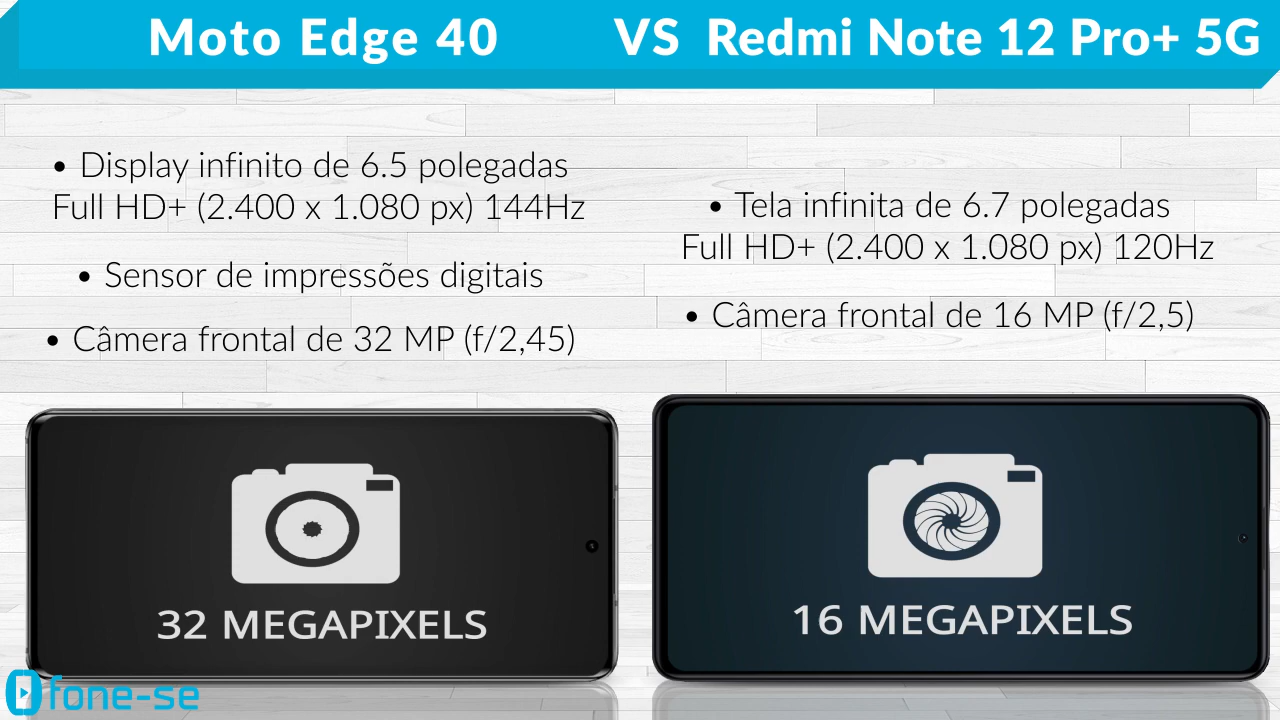 Moto Edge 40 VS Redmi Note 12 Pro+ 5G
• Display infinito de 6.5 polegadas
Full HD+ (2.400 x 1.080 px) 144Hz
• Sensor de impressões digitais
• Câmera frontal de 32 MP (f/2,45)
• Tela infinita de 6.7 polegadas
Full HD+ (2.400 x 1.080 px) 120Hz
• Câmera frontal de 16 MP (f/2,5)
32 MEGAPIXELS
16 MEGAPIXELS
fone-se